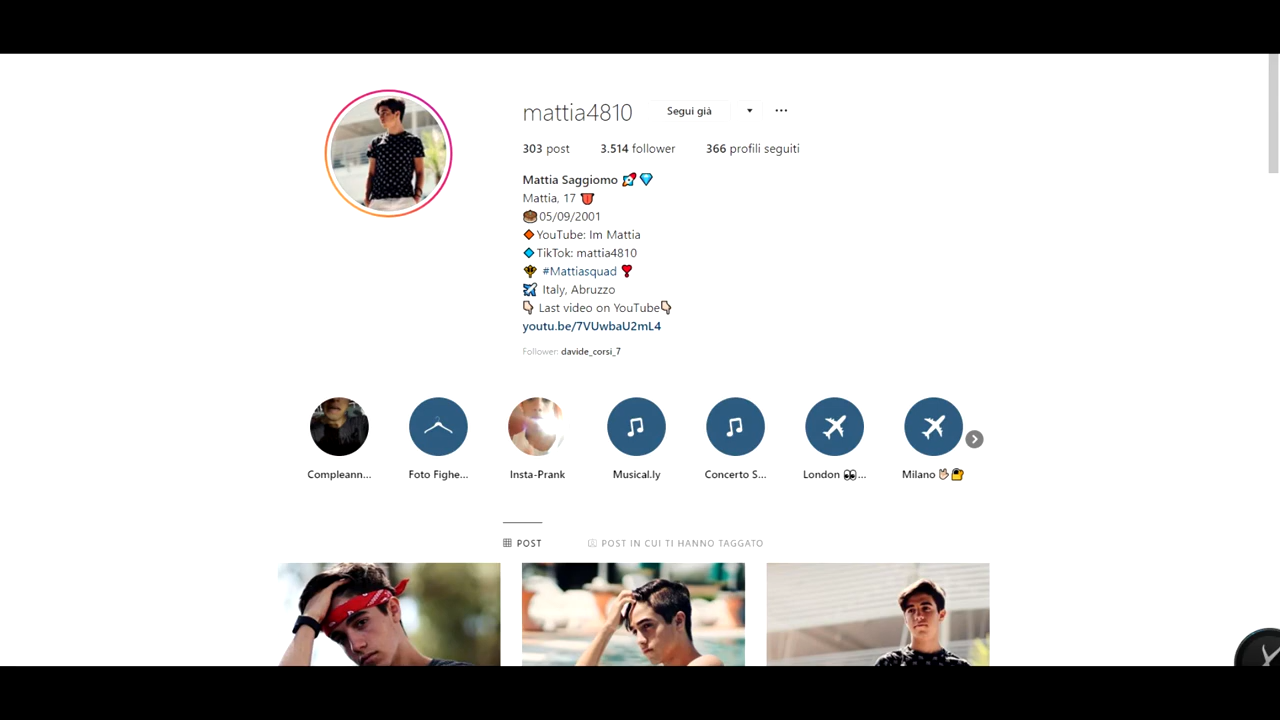 mattia4810 Segui già
303 post 3.514 follower 366 profili seguiti
Mattia Saggiomo
Mattia, 17
05/09/2001
YouTube: Im Mattia
TikTok: mattia4810
#Mattiasquad
Italy, Abruzzo
Last video on YouTube
youtu.be/7VUwbaU2mL4
Follower: davide_corsi_7
Compleann... Foto Fighe... Insta-Prank Musical.ly Concerto S... London ... Milano
POST POST IN CUI TI HANNO TAGGATO